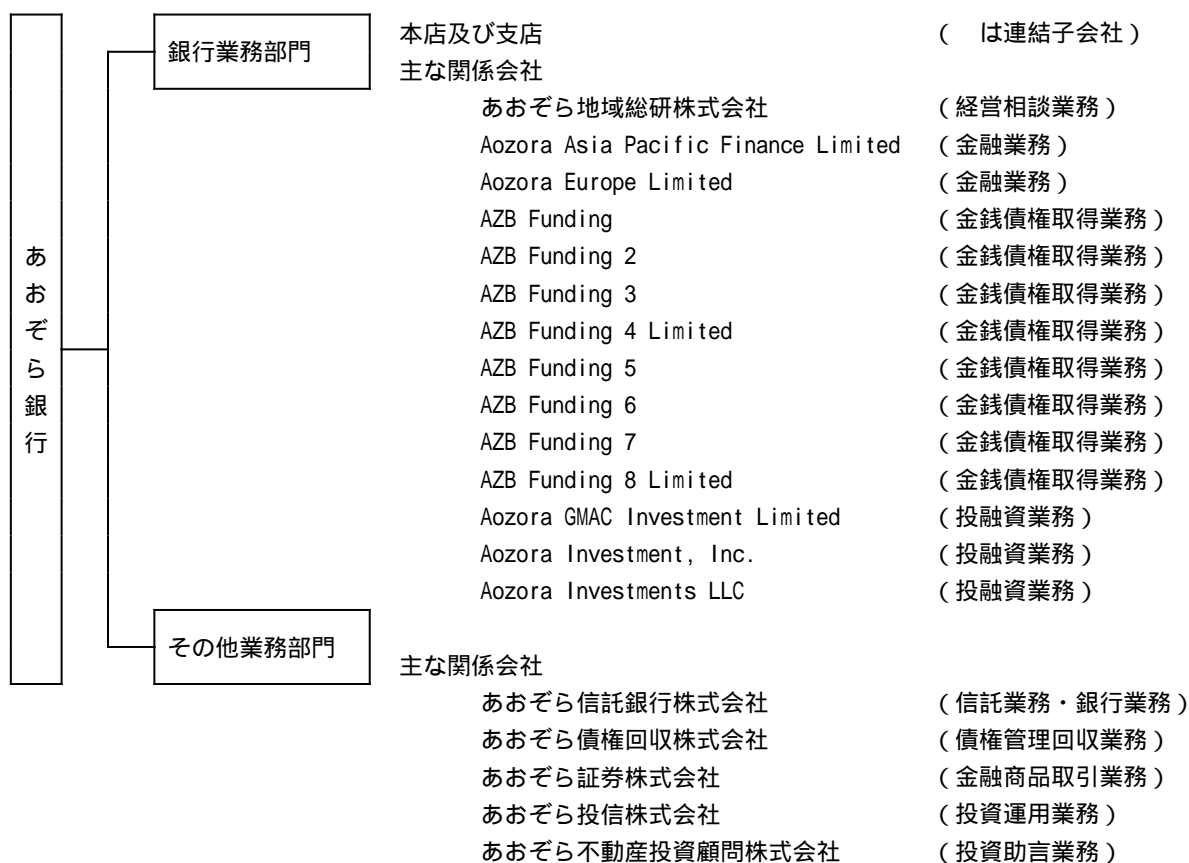 あおぞら銀行
銀行業務部門
本店及び支店 ( は連結子会社)
主な関係会社
あおぞら地域総研株式会社 (経営相談業務)
Aozora Asia Pacific Finance Limited (金融業務)
Aozora Europe Limited (金融業務)
AZB Funding (金銭債権取得業務)
AZB Funding 2 (金銭債権取得業務)
AZB Funding 3 (金銭債権取得業務)
AZB Funding 4 Limited (金銭債権取得業務)
AZB Funding 5 (金銭債権取得業務)
AZB Funding 6 (金銭債権取得業務)
AZB Funding 7 (金銭債権取得業務)
AZB Funding 8 Limited (金銭債権取得業務)
Aozora GMAC Investment Limited (投融資業務)
Aozora Investment, Inc. (投融資業務)
Aozora Investments LLC (投融資業務)
その他業務部門
主な関係会社
あおぞら信託銀行株式会社 (信託業務・銀行業務)
あおぞら債権回収株式会社 (債権管理回収業務)
あおぞら証券株式会社 (金融商品取引業務)
あおぞら投信株式会社 (投資運用業務)
あおぞら不動産投資顧問株式会社 (投資助言業務)